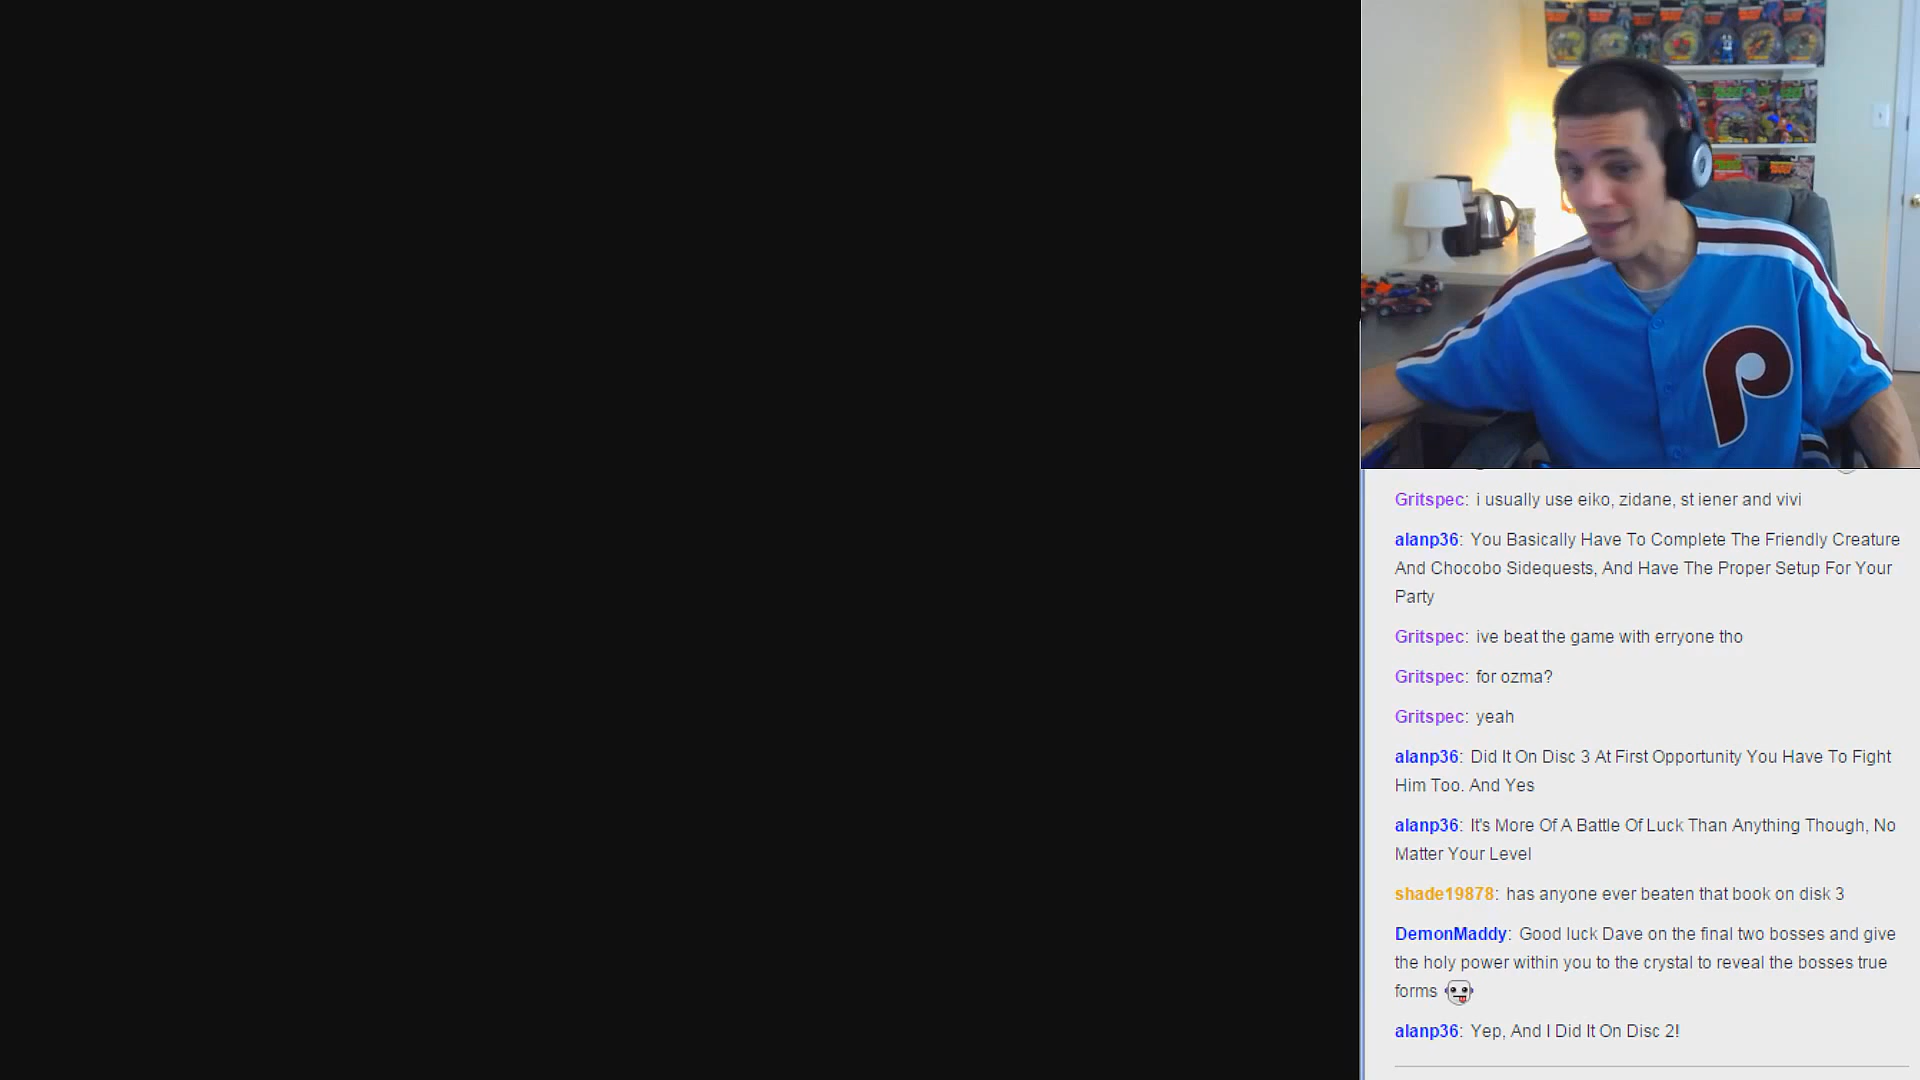 P
Gritspec: i usually use eiko, zidane, st iener and vivi
alanp36: You Basically Have To Complete The Friendly Creature
And Chocobo Sidequests, And Have The Proper Setup For Your
Party
Gritspec: ive beat the game with erryone tho
Gritspec: for ozma?
Gritspec: yeah
alanp36: Did It On Disc 3 At First Opportunity You Have To Fight
Him Too. And Yes
alanp36: It's More Of A Battle Of Luck Than Anything Though, No
Matter Your Level
shade19878: has anyone ever beaten that book on disk 3
DemonMaddy: Good luck Dave on the final two bosses and give
the holy power within you to the crystal to reveal the bosses true
forms
alanp36: Yep, And I Did It On Disc 2!